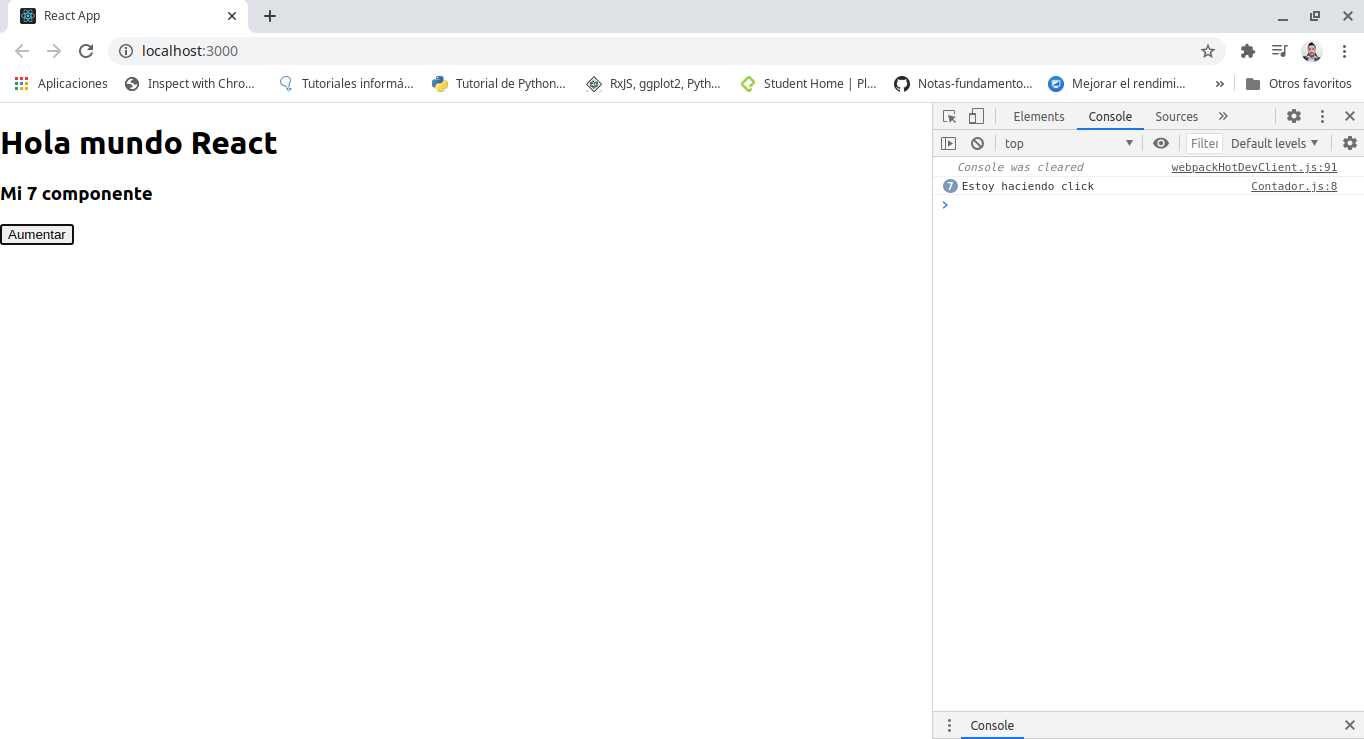 React App
localhost:3000
Aplicaciones Inspect with Chro... Tutoriales informá... Tutorial de Python... RxJS, ggplot2, Pyth... Student Home | Pl... Notas-fundamento... Mejorar el rendimi... » Otros favoritos
Hola mundo React
Mi 7 componente
Aumentar
Elements Console Sources »
top Filter Default levels
Console was cleared webpackHotDevClient.js:91
7 Estoy haciendo click Contador.js:8
Console